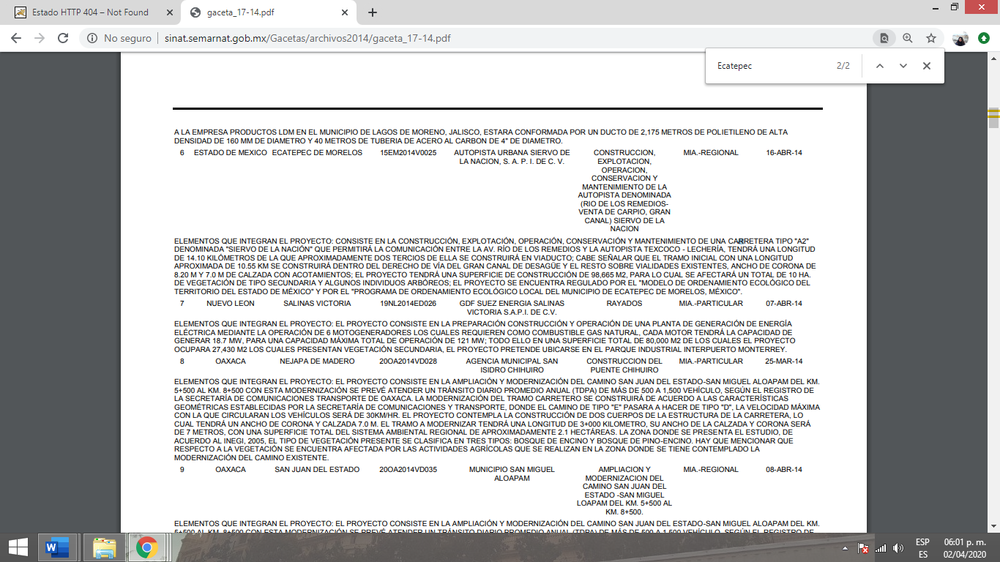 Estado HTTP 404 – Not Found
gaceta_17-14.pdf
No seguro
sinat.semarnat.gob.mx/Gacetas/archivos2014/gaceta_17-14.pdf
Ecatepec
2/2
A LA EMPRESA PRODUCTOS LDM EN EL MUNICIPIO DE LAGOS DE MORENO, JALISCO, ESTARA CONFORMADA POR UN DUCTO DE 2,175 METROS DE POLIETILENO DE ALTA
DENSIDAD DE 160 MM DE DIAMETRO Y 40 METROS DE TUBERIA DE ACERO AL CARBON DE 4" DE DIAMETRO.
6 ESTADO DE MEXICO ECATEPEC DE MORELOS 15EM2014V0025 AUTOPISTA URBANA SIERVO DE CONSTRUCCION, MIA.-REGIONAL 16-ABR-14
LA NACION, S. A. P. I. DE C. V. EXPLOTACION,
OPERACION,
CONSERVACION Y
MANTENIMIENTO DE LA
AUTOPISTA DENOMINADA
(RIO DE LOS REMEDIOS-
VENTA DE CARPIO, GRAN
CANAL) SIERVO DE LA
NACION
ELEMENTOS QUE INTEGRAN EL PROYECTO: CONSISTE EN LA CONSTRUCCIÓN, EXPLOTACIÓN, OPERACIÓN, CONSERVACIÓN Y MANTENIMIENTO DE UNA CARRETERA TIPO "A2"
DENOMINADA "SIERVO DE LA NACIÓN" QUE PERMITIRÁ LA COMUNICACIÓN ENTRE LA AV. RÍO DE LOS REMEDIOS Y LA AUTOPISTA TEXCOCO - LECHERÍA, TENDRÁ UNA LONGITUD
DE 14.10 KILÓMETROS DE LA QUE APROXIMADAMENTE DOS TERCIOS DE ELLA SE CONSTRUIRÁ EN VIADUCTO; CABE SEÑALAR QUE EL TRAMO INICIAL CON UNA LONGITUD
APROXIMADA DE 10.55 KM SE CONSTRUIRÁ DENTRO DEL DERECHO DE VÍA DEL GRAN CANAL DE DESAGÜE Y EL RESTO SOBRE VIALIDADES EXISTENTES, ANCHO DE CORONA DE
8.20 M Y 7.0 M DE CALZADA CON ACOTAMIENTOS; EL PROYECTO TENDRÁ UNA SUPERFICIE DE CONSTRUCCIÓN DE 98,665 M2, PARA LO CUAL SE AFECTARÁ UN TOTAL DE 10 HA.
DE VEGETACIÓN DE TIPO SECUNDARIA Y ALGUNOS INDIVIDUOS ARBÓREOS; EL PROYECTO SE ENCUENTRA REGULADO POR EL "MODELO DE ORDENAMIENTO ECOLÓGICO DEL
TERRITORIO DEL ESTADO DE MÉXICO" Y POR EL "PROGRAMA DE ORDENAMIENTO ECOLÓGICO LOCAL DEL MUNICIPIO DE ECATEPEC DE MORELOS, MÉXICO".
7 NUEVO LEON SALINAS VICTORIA 19NL2014ED026 GDF SUEZ ENERGIA SALINAS RAYADOS MIA.-PARTICULAR 07-ABR-14
VICTORIA S.A.P.I. DE C.V.
ELEMENTOS QUE INTEGRAN EL PROYECTO: EL PROYECTO CONSISTE EN LA PREPARACIÓN CONSTRUCCIÓN Y OPERACIÓN DE UNA PLANTA DE GENERACIÓN DE ENERGÍA
ELÉCTRICA MEDIANTE LA OPERACIÓN DE 6 MOTOGENERADORES LOS CUALES REQUIEREN COMO COMBUSTIBLE GAS NATURAL, CADA MOTOR TENDRÁ LA CAPACIDAD DE
GENERAR 18.7 MW, PARA UNA CAPACIDAD MÁXIMA TOTAL DE OPERACIÓN DE 121 MW; TODO ELLO EN UNA SUPERFICIE TOTAL DE 80,000 M2 DE LOS CUALES EL PROYECTO
OCUPARA 27,430 M2 LOS CUALES PRESENTAN VEGETACIÓN SECUNDARIA, EL PROYECTO PRETENDE UBICARSE EN EL PARQUE INDUSTRIAL INTERPUERTO MONTERREY.
8 OAXACA NEJAPA DE MADERO 20OA2014VD028 AGENCIA MUNICIPAL SAN CONSTRUCCION DEL MIA.-PARTICULAR 25-MAR-14
ISIDRO CHIHUIRO PUENTE CHIHUIRO
ELEMENTOS QUE INTEGRAN EL PROYECTO: EL PROYECTO CONSISTE EN LA AMPLIACIÓN Y MODERNIZACIÓN DEL CAMINO SAN JUAN DEL ESTADO-SAN MIGUEL ALOAPAM DEL KM.
5+500 AL KM. 8+500 CON ESTA MODERNIZACIÓN SE PREVÉ ATENDER UN TRÁNSITO DIARIO PROMEDIO ANUAL (TDPA) DE MÁS DE 500 A 1,500 VEHÍCULO, SEGÚN EL REGISTRO DE
LA SECRETARÍA DE COMUNICACIONES TRANSPORTE DE OAXACA. LA MODERNIZACIÓN DEL TRAMO CARRETERO SE CONSTRUIRÁ DE ACUERDO A LAS CARACTERÍSTICAS
GEOMÉTRICAS ESTABLECIDAS POR LA SECRETARÍA DE COMUNICACIONES Y TRANSPORTE, DONDE EL CAMINO DE TIPO "E" PASARA A HACER DE TIPO "D", LA VELOCIDAD MÁXIMA
CON LA QUE CIRCULARAN LOS VEHÍCULOS SERÁ DE 30KM/HR. EL PROYECTO CONTEMPLA LA CONSTRUCCIÓN DE DOS CUERPOS DE LA ESTRUCTURA DE LA CARRETERA, LO
CUAL TENDRÁ UN ANCHO DE CORONA Y CALZADA 7.0 M. EL TRAMO A MODERNIZAR TENDRÁ UNA LONGITUD DE 3+000 KILOMETRO, SU ANCHO DE LA CALZADA Y CORONA SERÁ
DE 7 METROS, CON UNA SUPERFICIE TOTAL DEL SISTEMA AMBIENTAL REGIONAL DE APROXIMADAMENTE 2.1 HECTÁREAS. LA ZONA DONDE SE PRESENTA EL ESTUDIO, DE
ACUERDO AL INEGI, 2005, EL TIPO DE VEGETACIÓN PRESENTE SE CLASIFICA EN TRES TIPOS: BOSQUE DE ENCINO Y BOSQUE DE PINO-ENCINO. HAY QUE MENCIONAR QUE
RESPECTO A LA VEGETACIÓN SE ENCUENTRA AFECTADA POR LAS ACTIVIDADES AGRÍCOLAS QUE SE REALIZAN EN LA ZONA DONDE SE TIENE CONTEMPLADO LA
MODERNIZACIÓN DEL CAMINO EXISTENTE.
9 OAXACA SAN JUAN DEL ESTADO 20OA2014VD035 MUNICIPIO SAN MIGUEL AMPLIACION Y MIA.-REGIONAL 08-ABR-14
ALOAPAM MODERNIZACION DEL
CAMINO SAN JUAN DEL
ESTADO -SAN MIGUEL
LOAPAM DEL KM. 5+500 AL
KM. 8+500.
ELEMENTOS QUE INTEGRAN EL PROYECTO: EL PROYECTO CONSISTE EN LA AMPLIACIÓN Y MODERNIZACIÓN DEL CAMINO SAN JUAN DEL ESTADO-SAN MIGUEL ALOAPAM DEL KM.
5+500 AL KM. 8+500 CON ESTA MODERNIZACIÓN SE PREVÉ ATENDER UN TRÁNSITO DIARIO PROMEDIO ANUAL (TDPA) DE MÁS DE 500 A 1,500 VEHÍCULO, SEGÚN EL REGISTRO DE
ESP 06:01 p. m.
ES 02/04/2020